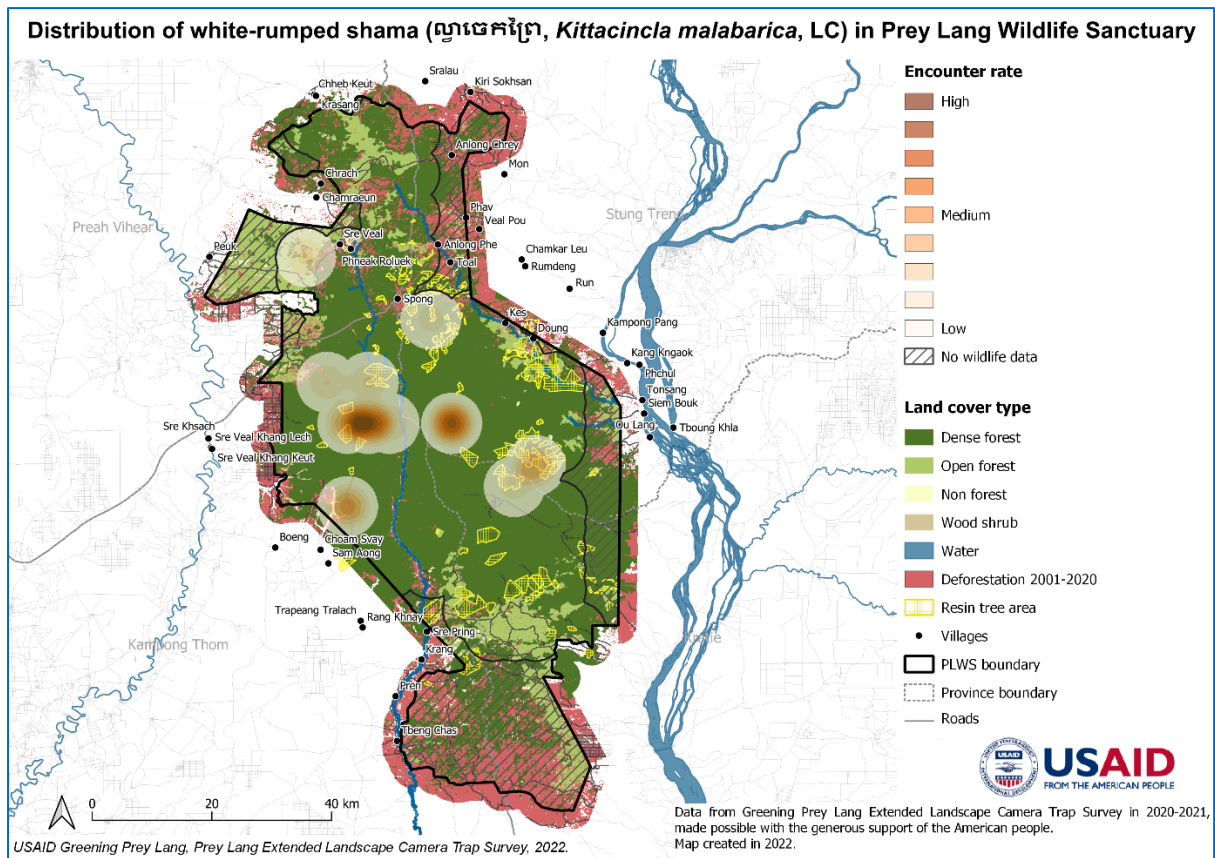 Distribution of white-rumped shama (ល្វាចេកព្រៃ, Kittacincla malabarica, LC) in Prey Lang Wildlife Sanctuary
Sralau
Chheb Keut
Kiri Sokhsan
Krasang
Anlong Chrey
Mon
Chrach
Chamraeun
Phav
Veal Pou
Stung Treng
Preah Vihear
Sre Veal
Phneak Roluek
Peuk
Anlong Phe
Toal
Chamkar Leu
Rumdeng
Run
Spong
Kes
Doung
Kampong Pang
Kang Kngaok
Phchul
Tonsang
Siem Bouk
Ou Lang
Tboung Khla
Sre Khsach
Sre Veal Khang Lech
Sre Veal Khang Keut
Boeng
Choam Svay
Sam Aong
Trapeang Tralach
Rang Khnay
Sre Pring
Kampong Thom
Kratie
Krang
Pren
Tbeng Chas
0 20 40 km
USAID Greening Prey Lang, Prey Lang Extended Landscape Camera Trap Survey, 2022.
Encounter rate
High
Medium
Low
No wildlife data
Land cover type
Dense forest
Open forest
Non forest
Wood shrub
Water
Deforestation 2001-2020
Resin tree area
Villages
PLWS boundary
Province boundary
Roads
USAID
FROM THE AMERICAN PEOPLE
Data from Greening Prey Lang Extended Landscape Camera Trap Survey in 2020-2021,
made possible with the generous support of the American people.
Map created in 2022.